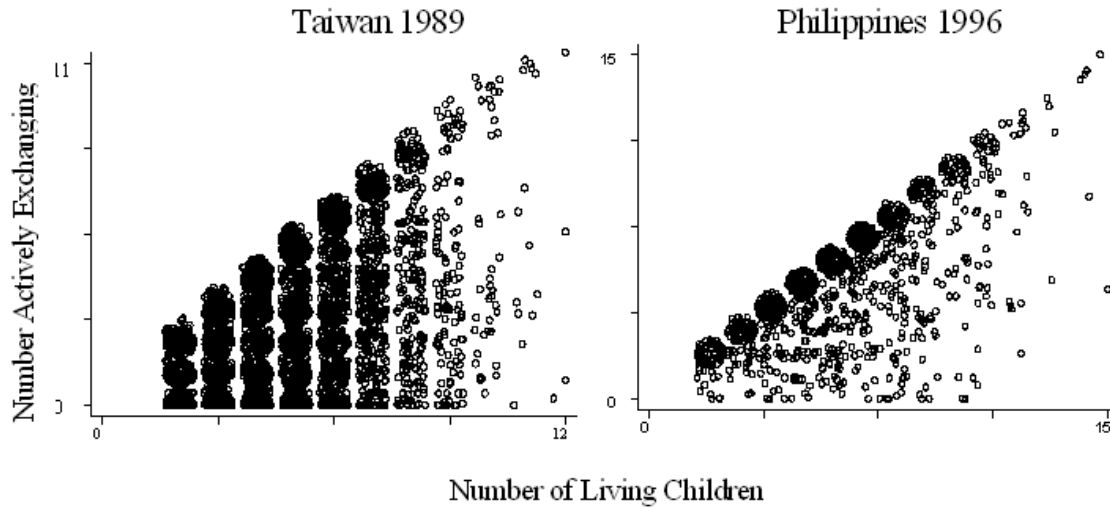 Taiwan 1989
Philippines 1996
Number Actively Exchanging
11
0
0
12
15
0
0
15
Number of Living Children